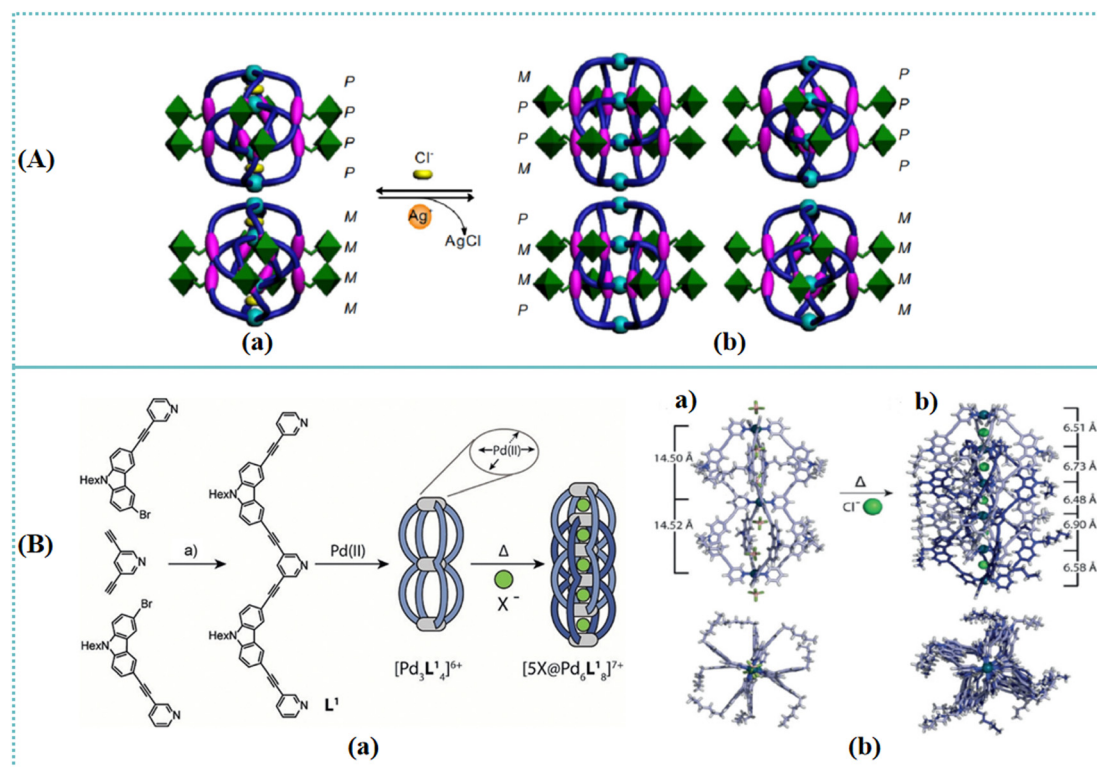 (A)
P
P
P
P
M
M
M
M
(a)
Cl⁻
Ag⁺
AgCl
M
P
P
M
P
M
M
P
P
P
P
P
M
M
M
M
(b)
(B)
N
HexN
Br
N
HexN
Br
N
a)
N
HexN
N
HexN
N
L¹
Pd(II)
Pd(II)
[Pd₃L¹₄]⁶⁺
Δ
X⁻
[5X@Pd₆L¹₈]⁷⁺
(a)
a)
14.50 Å
14.52 Å
Δ
Cl⁻
b)
6.51 Å
6.73 Å
6.48 Å
6.90 Å
6.58 Å
(b)